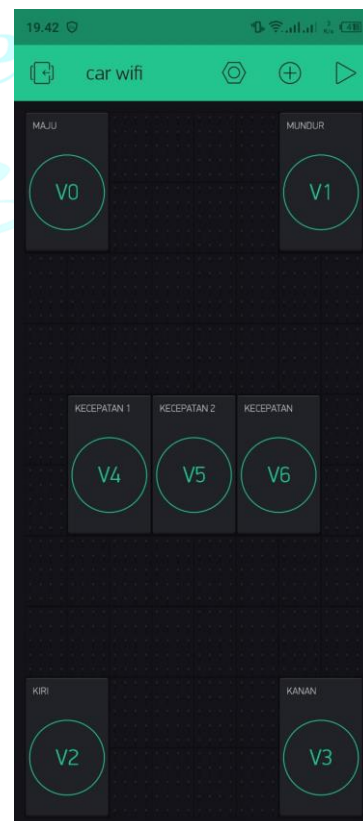 19.42
car wifi
MAJU
MUNDUR
V0
V1
KECEPATAN 1
KECEPATAN 2
KECEPATAN
V4
V5
V6
KIRI
KANAN
V2
V3